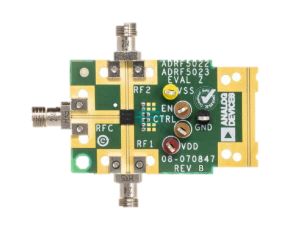 ADRF5022
ADRF5023
EVAL Z
RF2
VSS
EN
CTRL
RFC
GND
ANALOG
DEVICES
RF1
VDD
08-070847
REV B